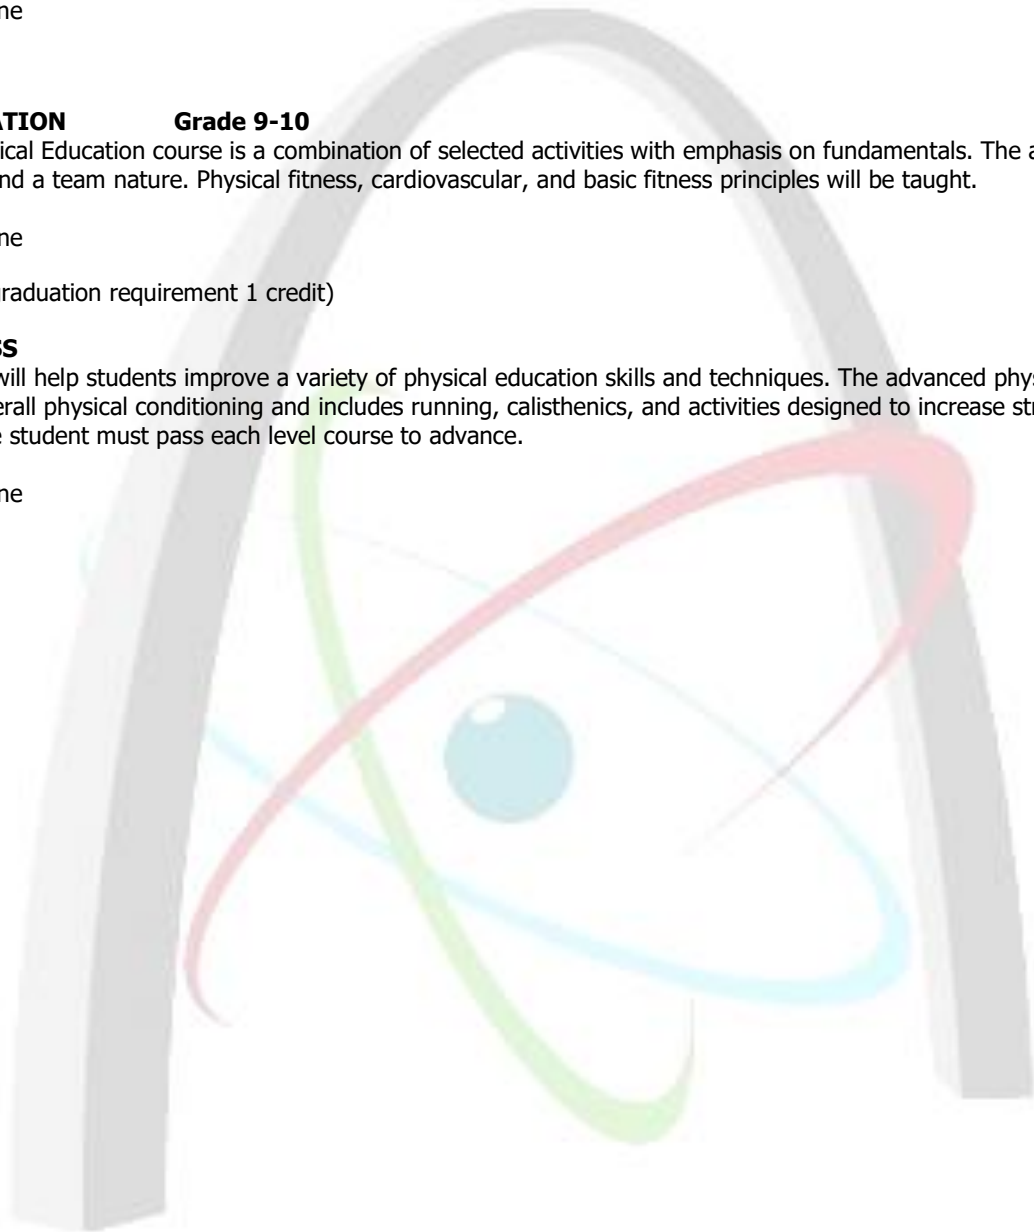 ne
ATION Grade 9-10
ical Education course is a combination of selected activities with emphasis on fundamentals. The a
nd a team nature. Physical fitness, cardiovascular, and basic fitness principles will be taught.
ne
graduation requirement 1 credit)
SS
will help students improve a variety of physical education skills and techniques. The advanced phys
erall physical conditioning and includes running, calisthenics, and activities designed to increase str
e student must pass each level course to advance.
ne